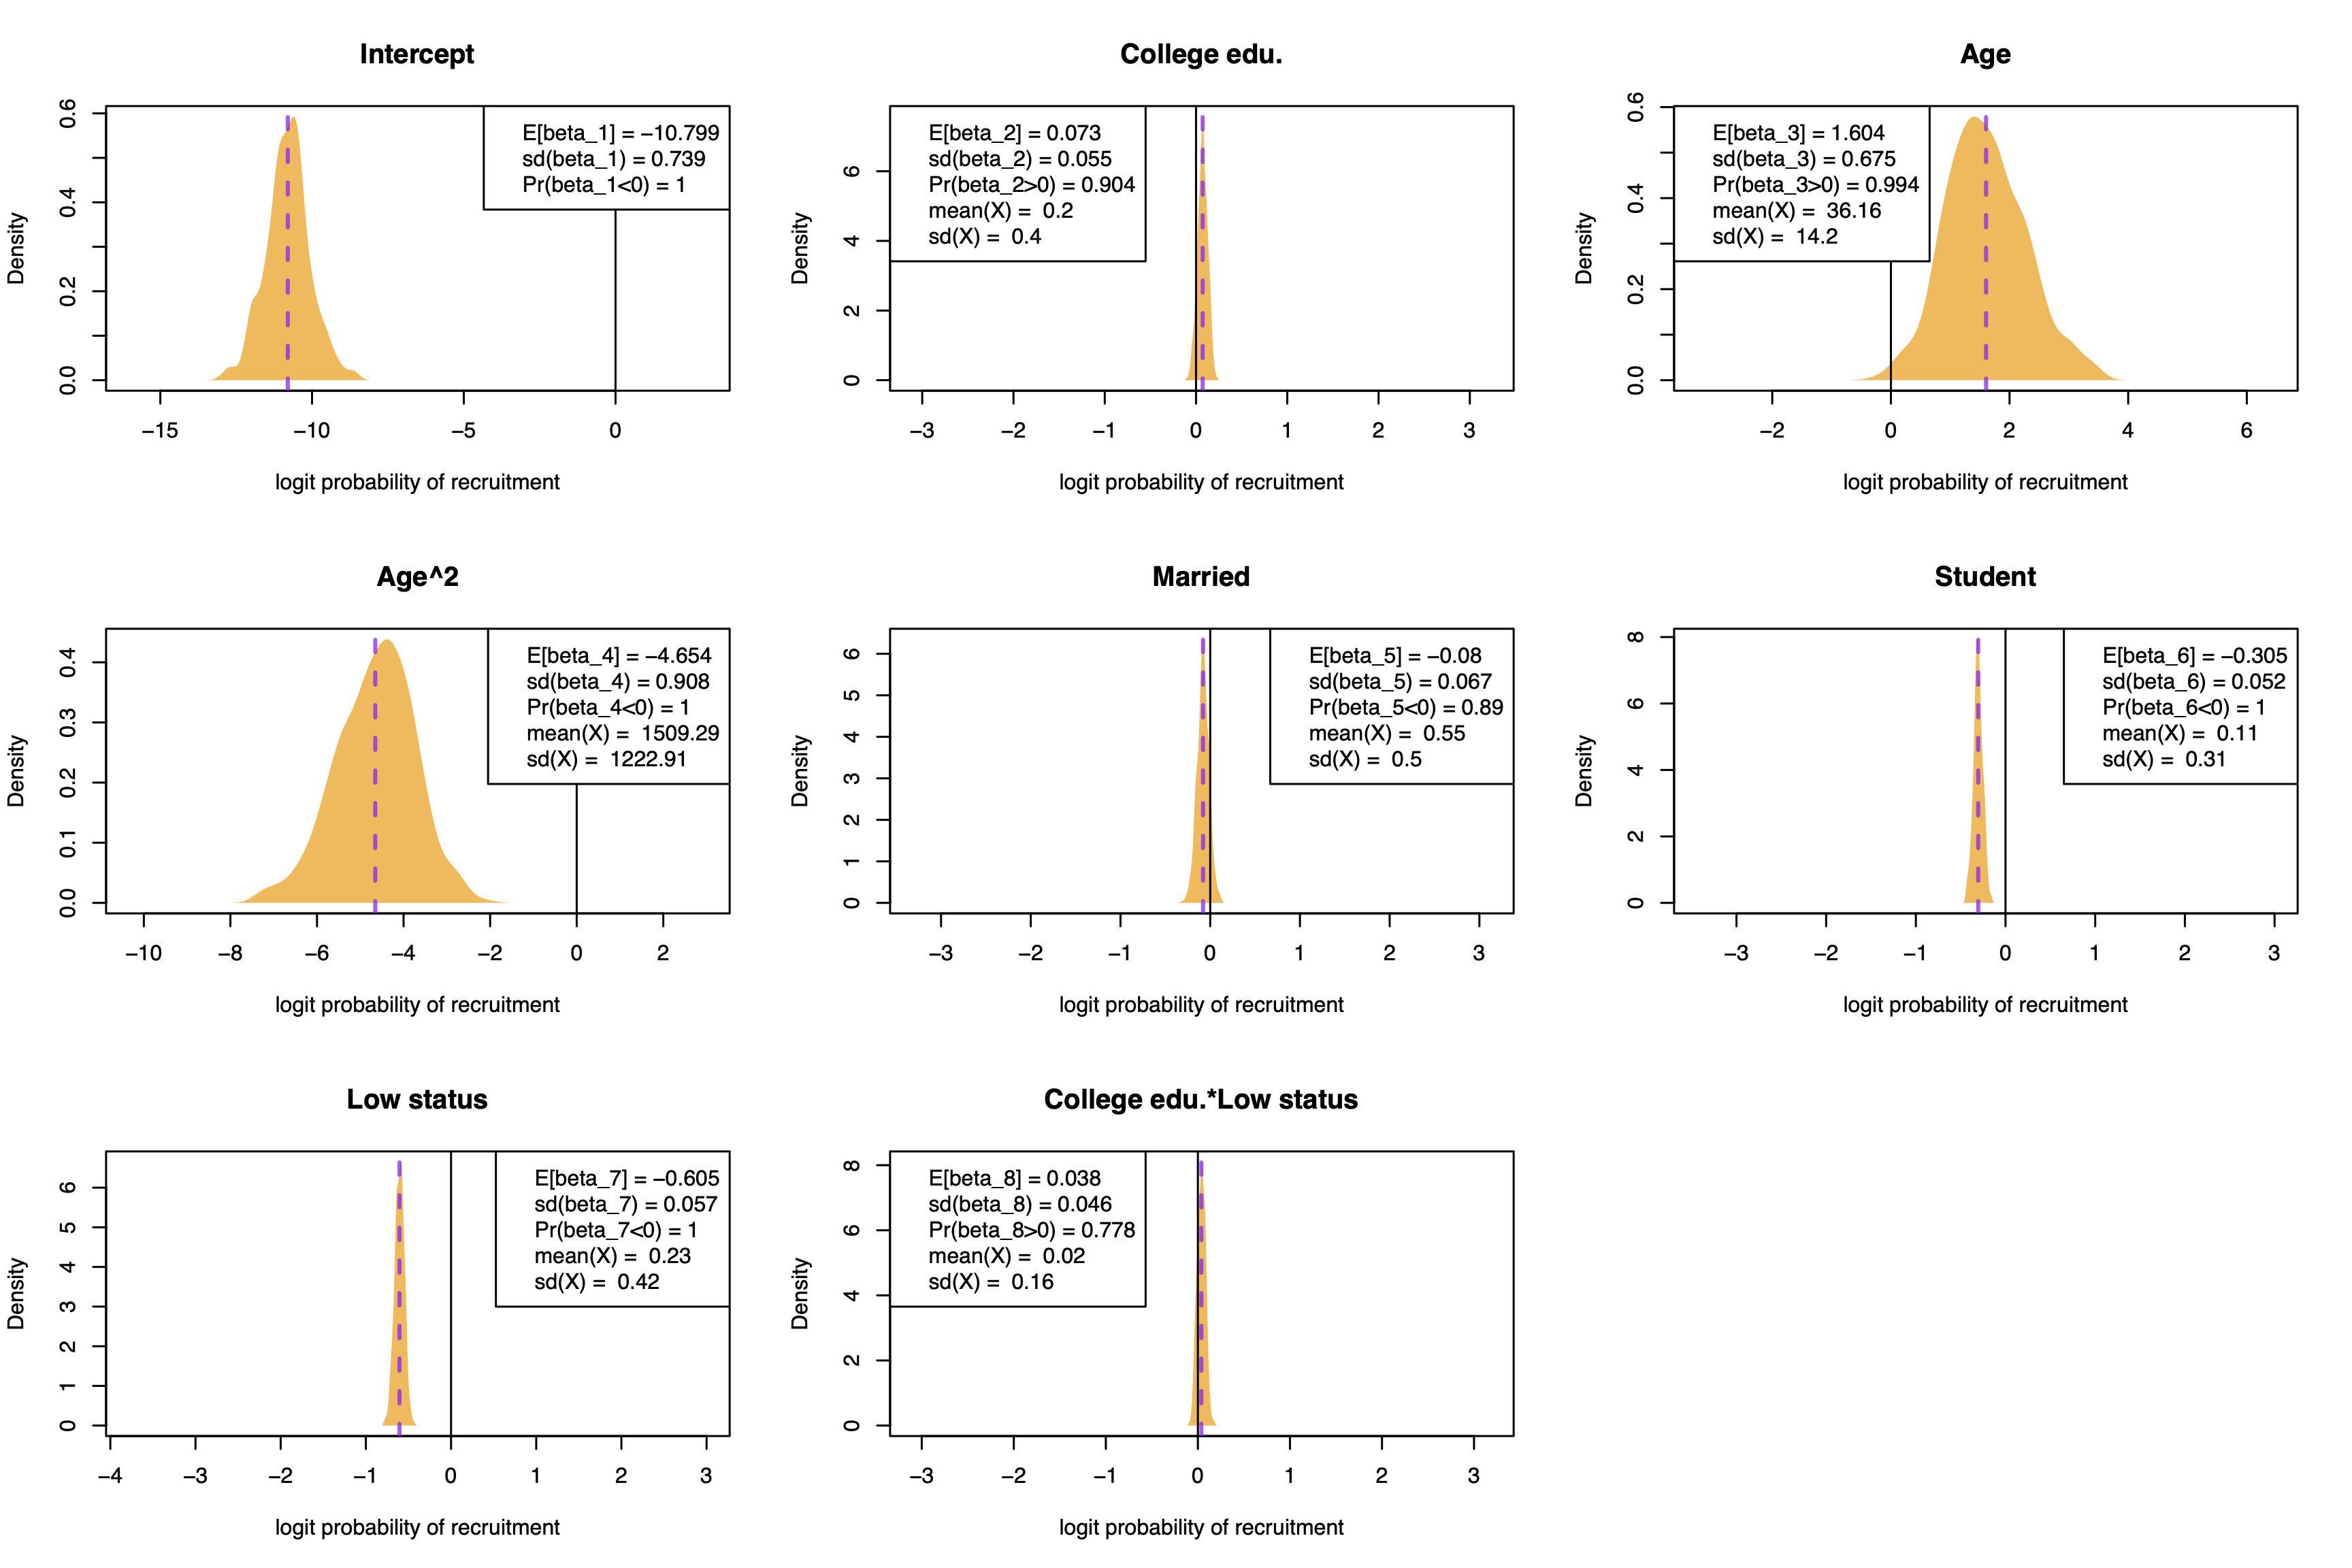 Intercept
E[beta_1] = −10.799
sd(beta_1) = 0.739
Pr(beta_1<0) = 1
Density
0.0
0.2
0.4
0.6
−15
−10
−5
0
logit probability of recruitment
College edu.
E[beta_2] = 0.073
sd(beta_2) = 0.055
Pr(beta_2>0) = 0.904
mean(X) = 0.2
sd(X) = 0.4
Density
0
2
4
6
−3
−2
−1
0
1
2
3
logit probability of recruitment
Age
E[beta_3] = 1.604
sd(beta_3) = 0.675
Pr(beta_3>0) = 0.994
mean(X) = 36.16
sd(X) = 14.2
Density
0.0
0.2
0.4
0.6
−2
0
2
4
6
logit probability of recruitment
Age^2
E[beta_4] = −4.654
sd(beta_4) = 0.908
Pr(beta_4<0) = 1
mean(X) = 1509.29
sd(X) = 1222.91
Density
0.0
0.1
0.2
0.3
0.4
−10
−8
−6
−4
−2
0
2
logit probability of recruitment
Married
E[beta_5] = −0.08
sd(beta_5) = 0.067
Pr(beta_5<0) = 0.89
mean(X) = 0.55
sd(X) = 0.5
Density
0
1
2
3
4
5
6
−3
−2
−1
0
1
2
3
logit probability of recruitment
Student
E[beta_6] = −0.305
sd(beta_6) = 0.052
Pr(beta_6<0) = 1
mean(X) = 0.11
sd(X) = 0.31
Density
0
2
4
6
8
−3
−2
−1
0
1
2
3
logit probability of recruitment
Low status
E[beta_7] = −0.605
sd(beta_7) = 0.057
Pr(beta_7<0) = 1
mean(X) = 0.23
sd(X) = 0.42
Density
0
1
2
3
4
5
6
−4
−3
−2
−1
0
1
2
3
logit probability of recruitment
College edu.*Low status
E[beta_8] = 0.038
sd(beta_8) = 0.046
Pr(beta_8>0) = 0.778
mean(X) = 0.02
sd(X) = 0.16
Density
0
2
4
6
8
−3
−2
−1
0
1
2
3
logit probability of recruitment